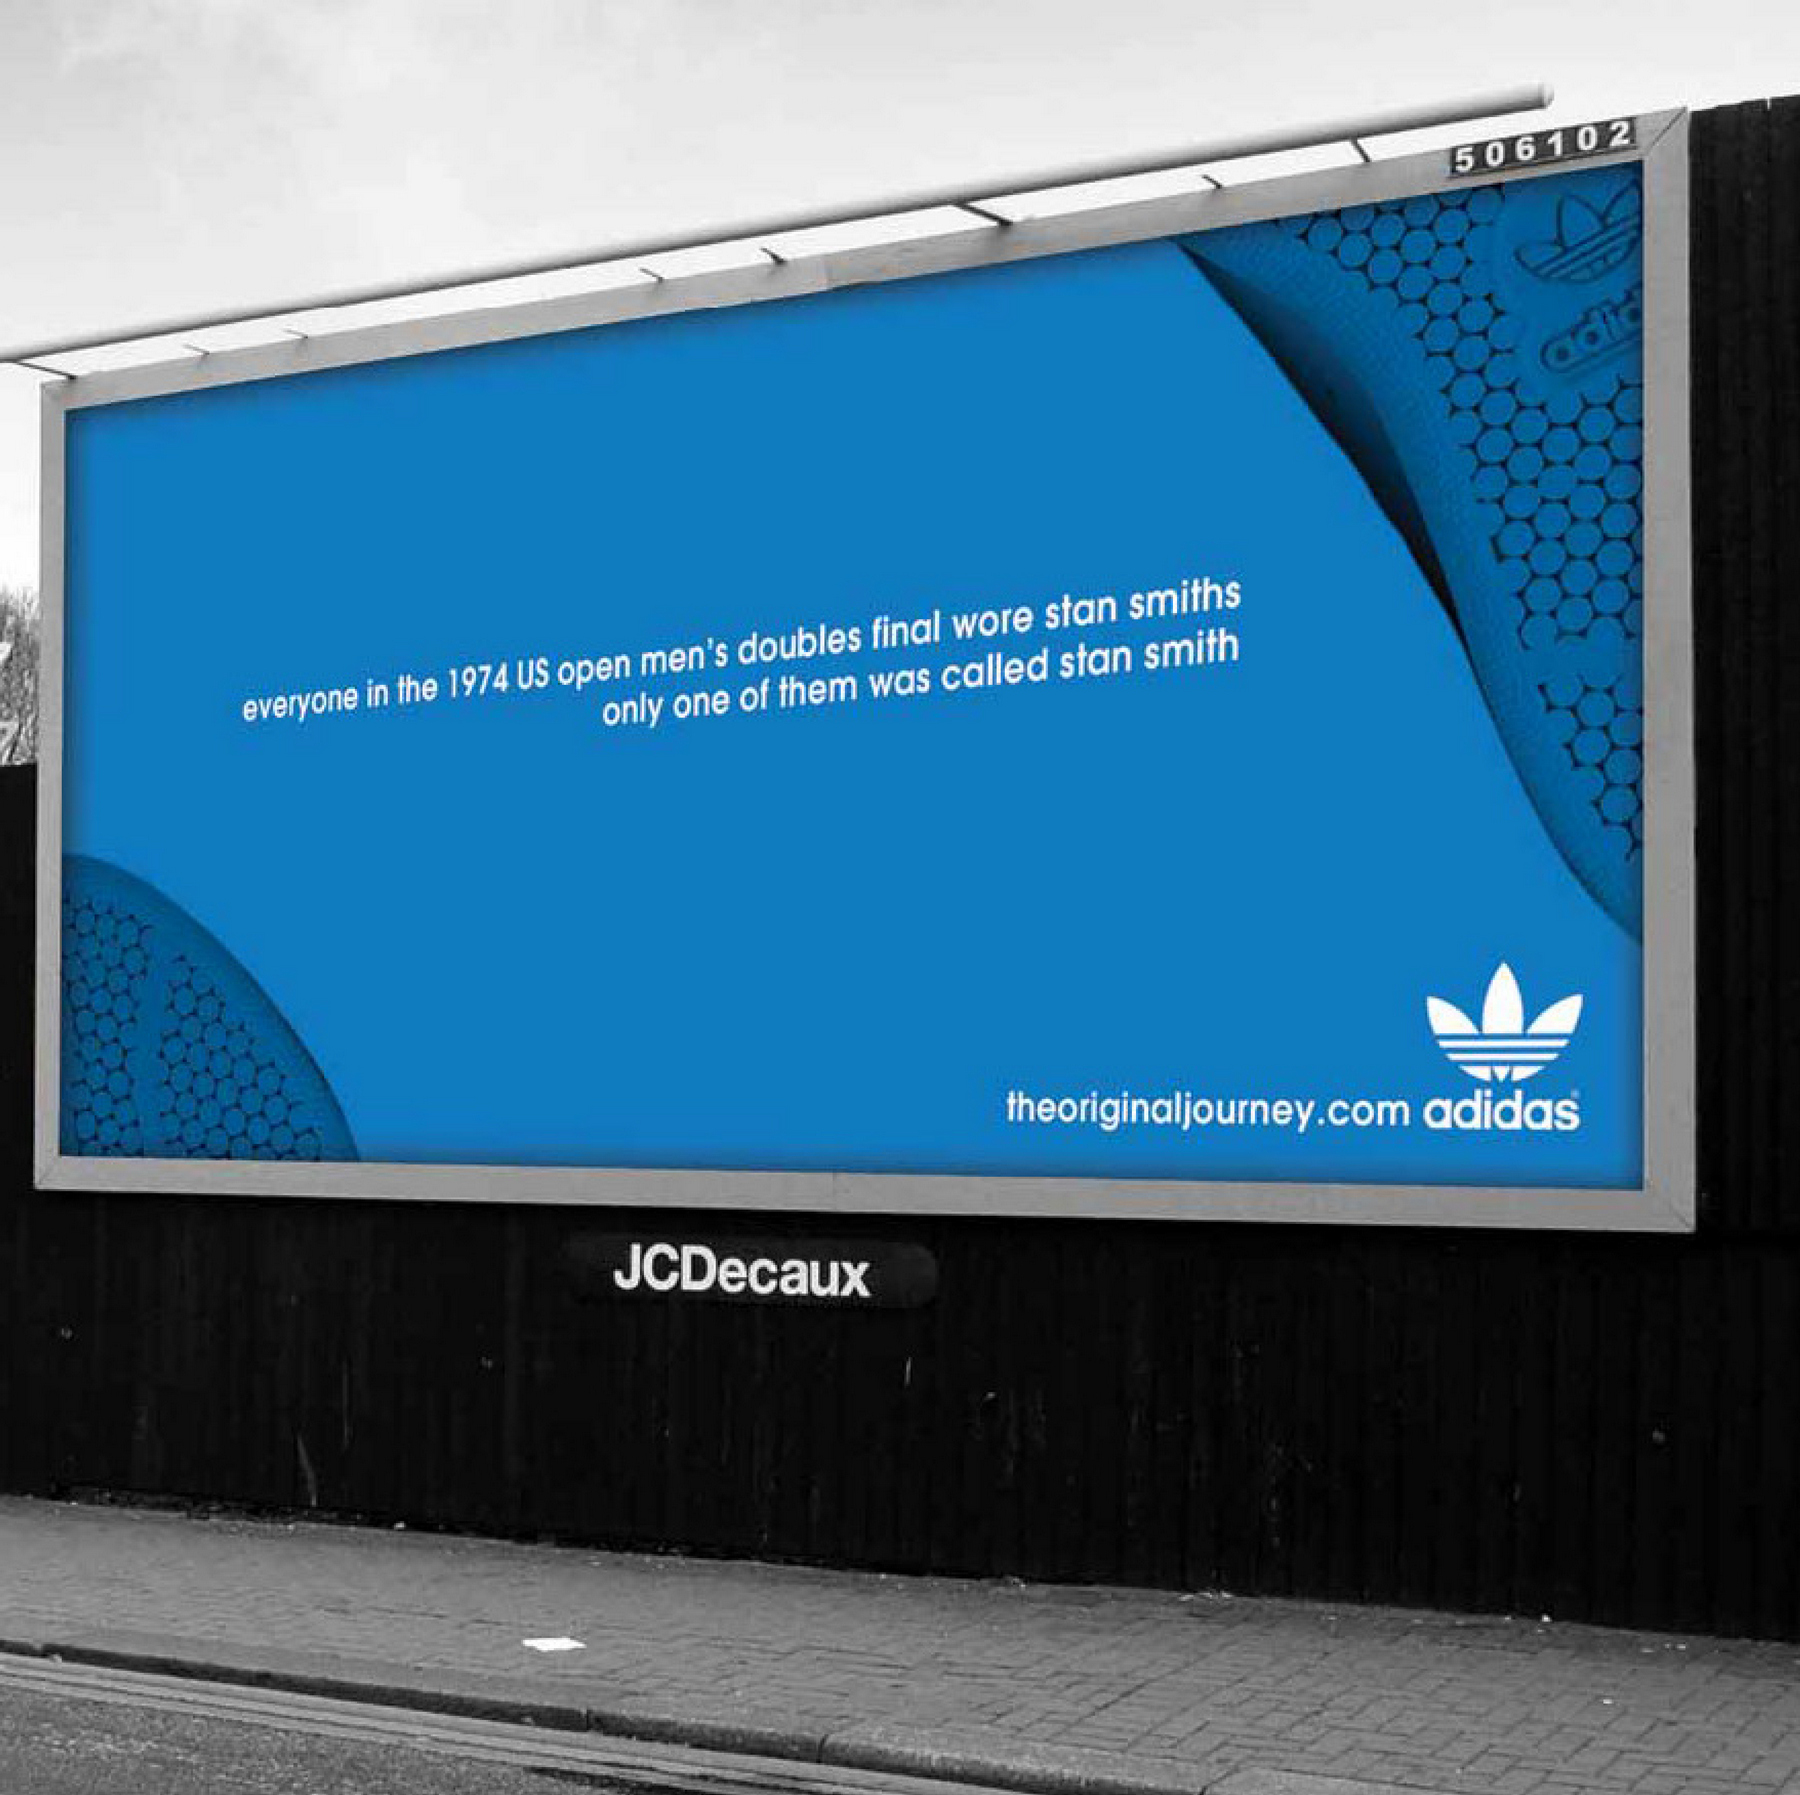 506102
adid
everyone in the 1974 US open men's doubles final wore stan smiths
only one of them was called stan smith
theoriginaljourney.com adidas
JCDecaux